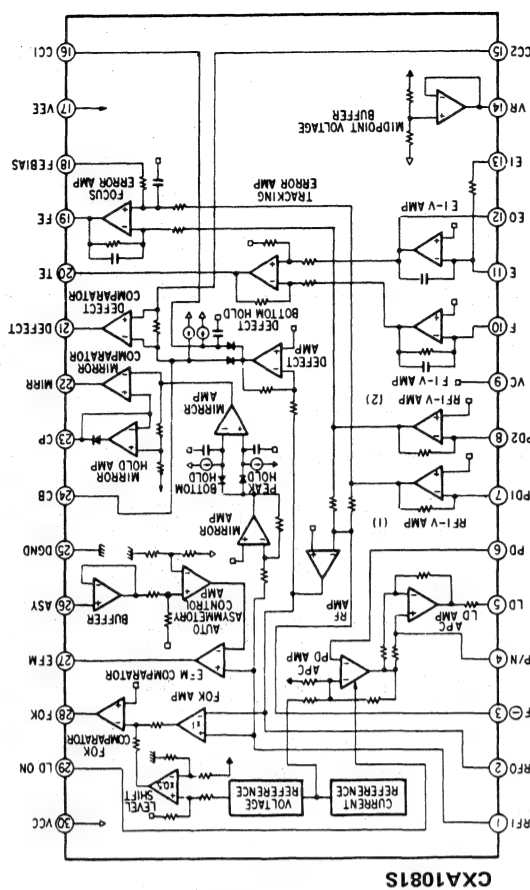 CXA1081S
1 RFI
2 RFO
3 F⊖
4 P/N
5 LD
6 PD
7 PD1
8 PD2
9 VC
10 F
11 E
12 EO
13 EI
14 VR
15 CC2
16 CC1
17 VEE
18 FEBIAS
19 FE
20 TE
21 DEFECT
22 MIRR
23 CP
24 CB
25 DGND
26 ASY
27 EFM
28 FOK
29 LD ON
30 VCC
CURRENT
REFERENCE
VOLTAGE
REFERENCE
LEVEL
SHIFT
×0.5
FOK
COMPARATOR
FOK AMP
×1
COMPARATOR
APC
PD AMP
APC
LD AMP
AUTO
ASYMMETORY
CONTROL
AMP
BUFFER
RF
AMP
RFI-V AMP (1)
RFI-V AMP (2)
MIRROR
AMP
PEAK
HOLD
BOTTOM
HOLD
MIRROR
AMP
MIRROR
HOLD AMP
MIRROR
COMPARATOR
DEFECT
AMP
DEFECT
BOTTOM HOLD
DEFECT
COMPARATOR
FI-V AMP
EI-V AMP
TRACKING
ERROR AMP
FOCUS
ERROR AMP
MIDPOINT VOLTAGE
BUFFER